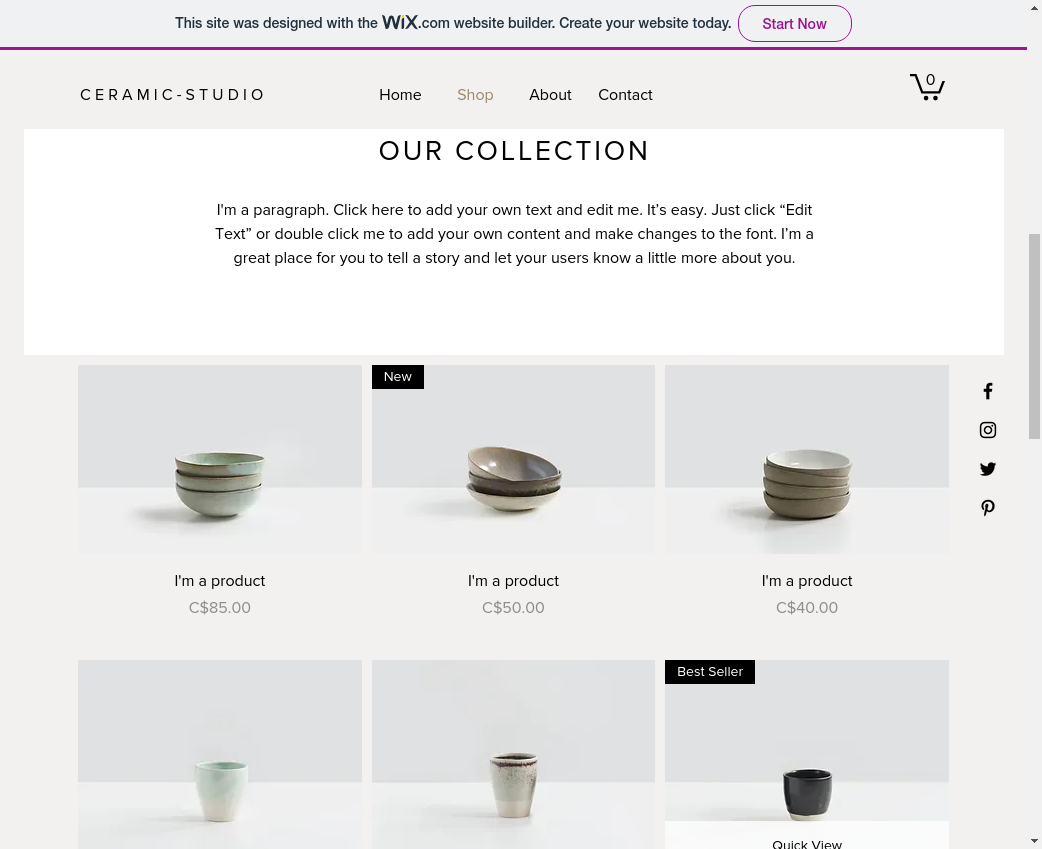 This site was designed with the WiX.com website builder. Create your website today.
Start Now
CERAMIC-STUDIO
Home
Shop
About
Contact
0
OUR COLLECTION
I'm a paragraph. Click here to add your own text and edit me. It’s easy. Just click “Edit
Text” or double click me to add your own content and make changes to the font. I’m a
great place for you to tell a story and let your users know a little more about you.
New
I'm a product
C$85.00
I'm a product
C$50.00
I'm a product
C$40.00
Best Seller
Quick View